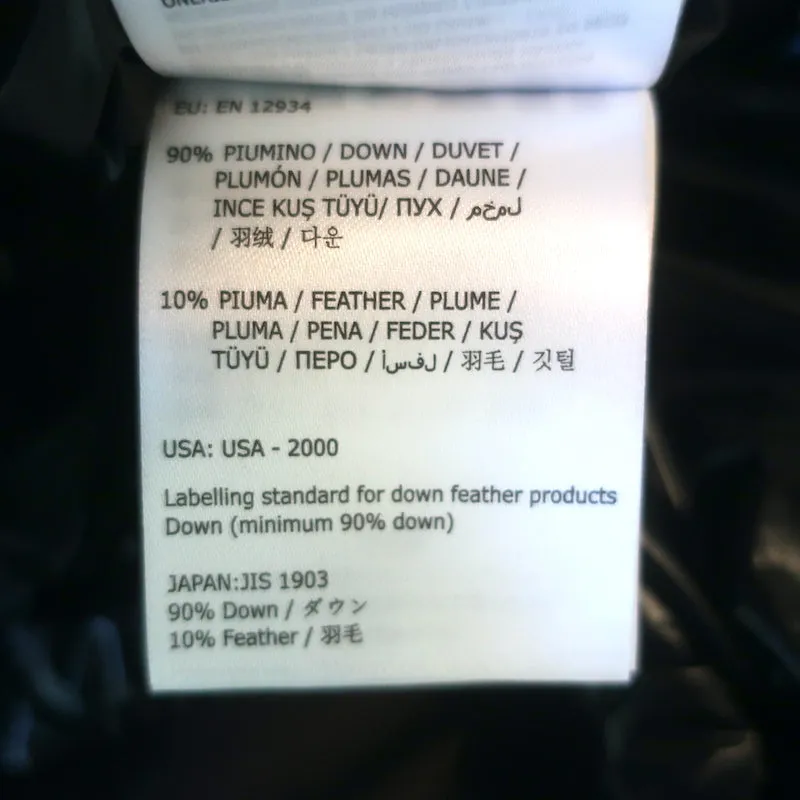 EU: EN 12934
90% PIUMINO / DOWN / DUVET /
PLUMÓN / PLUMAS / DAUNE /
INCE KUŞ TÜYÜ/ ПУХ / لمخم
/ 羽绒 / 다운
10% PIUMA / FEATHER / PLUME /
PLUMA / PENA / FEDER / KUŞ
TÜYÜ / ПЕРО / لفسأ / 羽毛 / 깃털
USA: USA - 2000
Labelling standard for down feather products
Down (minimum 90% down)
JAPAN:JIS 1903
90% Down / ダウン
10% Feather / 羽毛